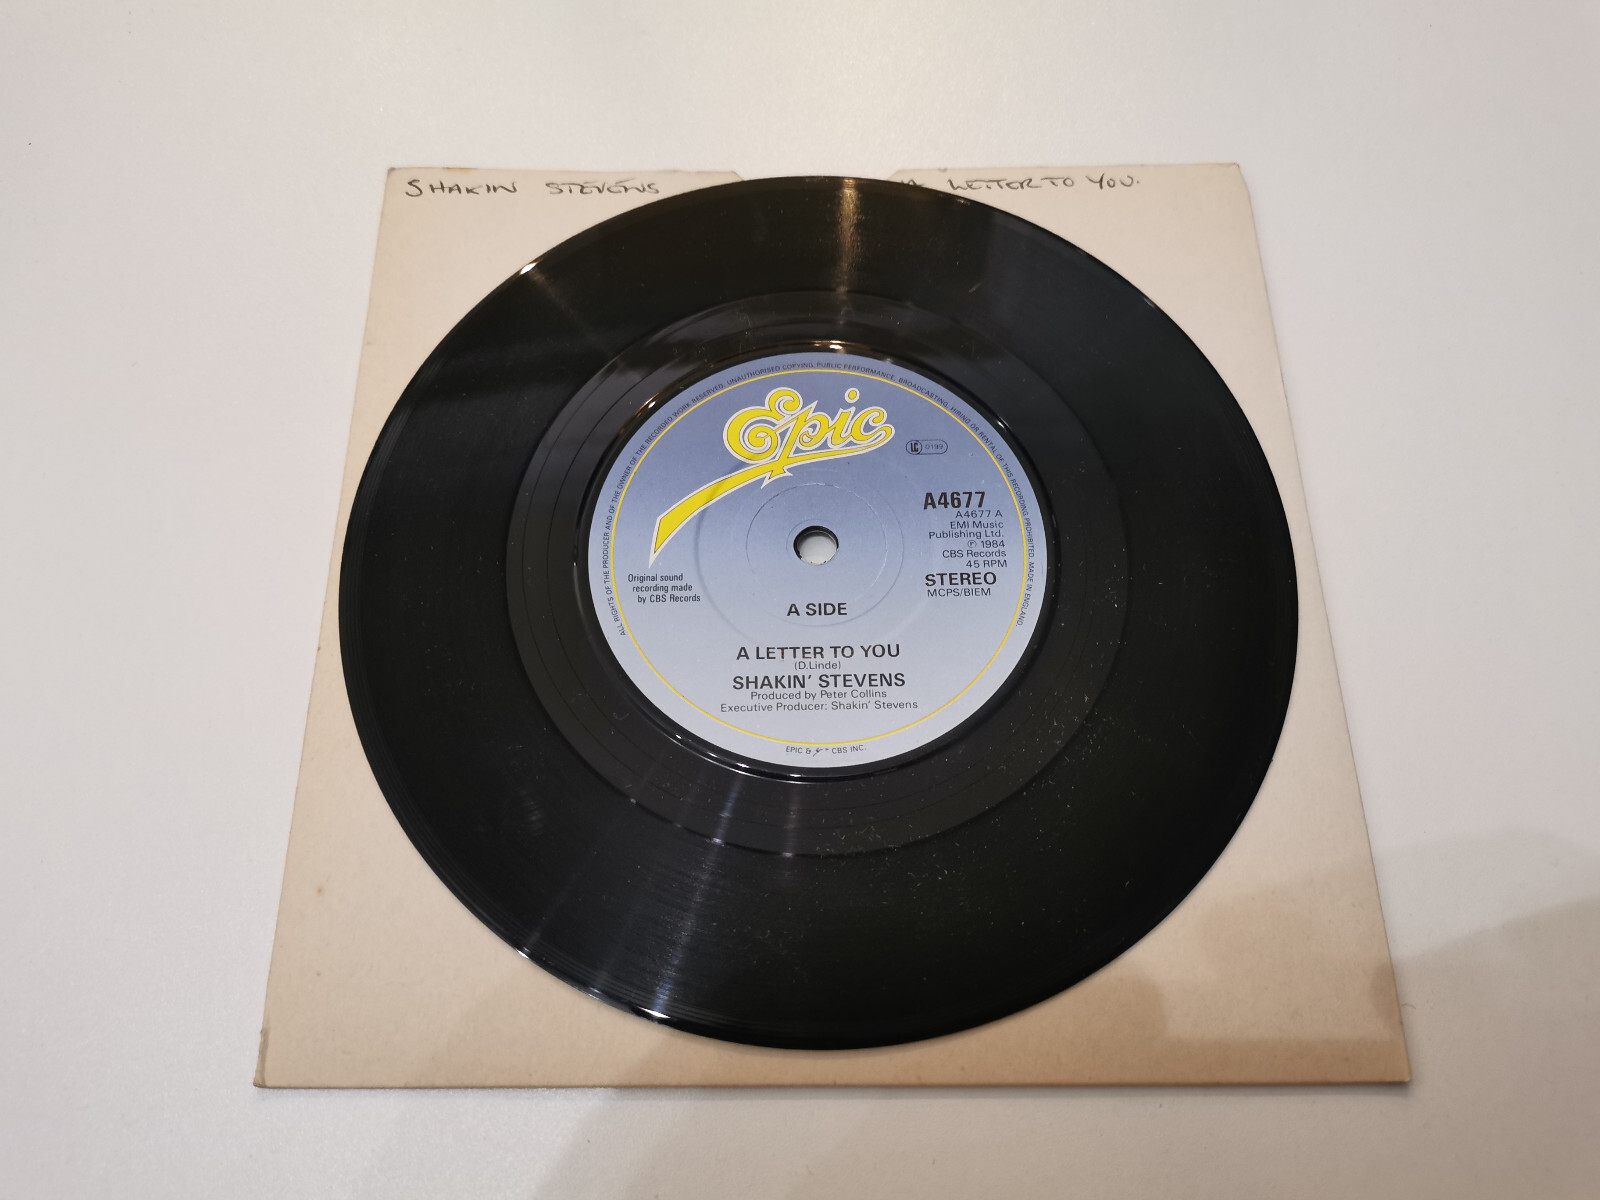 SHAKIN STEVENS A LETTER TO YOU.
ALL RIGHTS OF THE PRODUCER AND OF THE OWNER OF THE RECORDED WORK RESERVED. UNAUTHORISED COPYING, PUBLIC PERFORMANCE, BROADCASTING, HIRING OR RENTAL OF THIS RECORDING PROHIBITED. MADE IN ENGLAND.
Epic
LC 0199
A4677
A4677 A
EMI Music
Publishing Ltd.
℗ 1984
CBS Records
45 RPM
STEREO
MCPS/BIEM
Original sound
recording made
by CBS Records
A SIDE
A LETTER TO YOU
(D.Linde)
SHAKIN' STEVENS
Produced by Peter Collins
Executive Producer: Shakin' Stevens
EPIC & CBS INC.